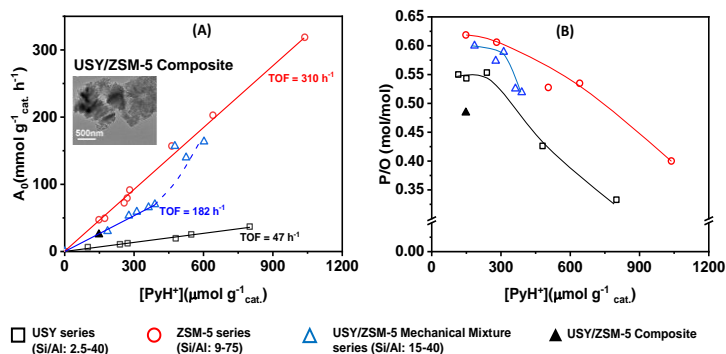 (A)
A₀(mmol g⁻¹cat. h⁻¹)
300
200
100
0
USY/ZSM-5 Composite
500nm
TOF = 310 h⁻¹
TOF = 182 h⁻¹
TOF = 47 h⁻¹
0 300 600 900 1200
[PyH⁺](μmol g⁻¹cat.)
(B)
P/O (mol/mol)
0.65
0.60
0.55
0.50
0.45
0.40
0.35
0.00
0 300 600 900 1200
[PyH⁺](μmol g⁻¹cat.)
USY series
(Si/Al: 2.5-40)
ZSM-5 series
(Si/Al: 9-75)
USY/ZSM-5 Mechanical Mixture
series (Si/Al: 15-40)
USY/ZSM-5 Composite